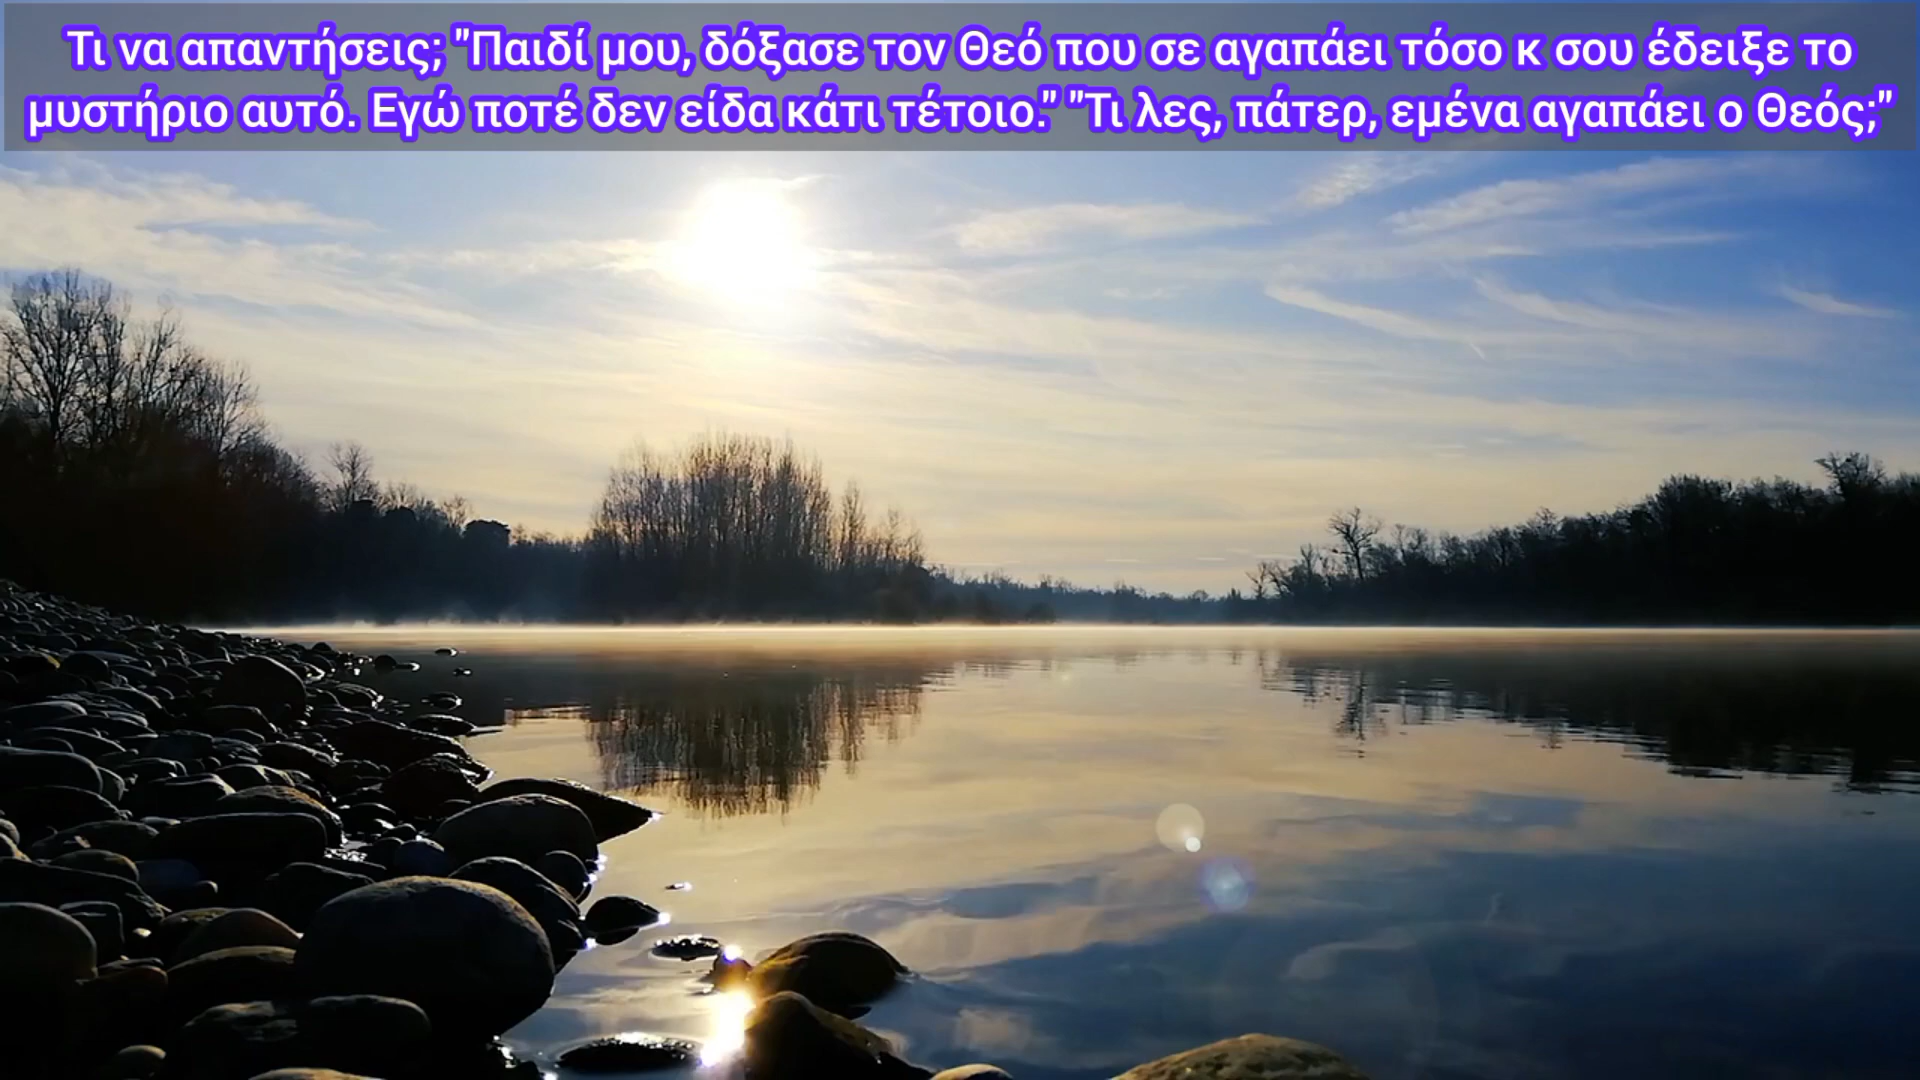 Τι να απαντήσεις; "Παιδί μου, δόξασε τον Θεό που σε αγαπάει τόσο κ σου έδειξε το
μυστήριο αυτό. Εγώ ποτέ δεν είδα κάτι τέτοιο." "Τι λες, πάτερ, εμένα αγαπάει ο Θεός;"